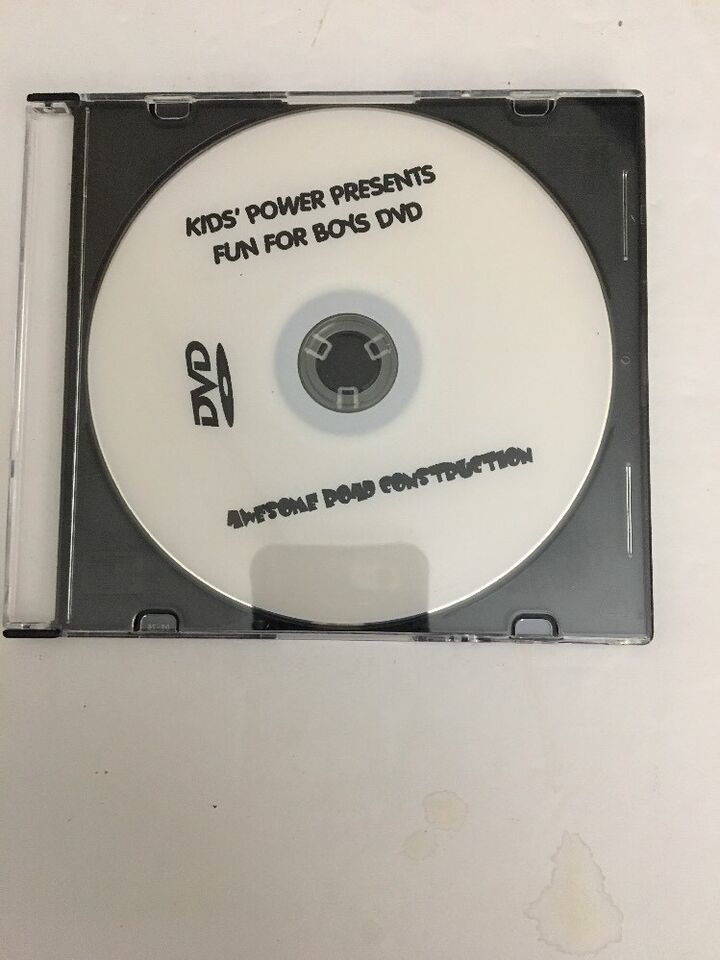 KIDS' POWER PRESENTS
FUN FOR BOYS DVD
DVD
AWESOME ROAD CONSTRUCTION